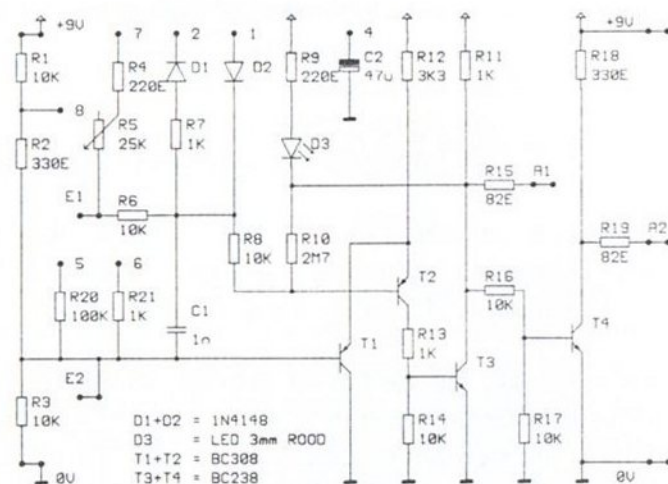 +9V
7
2
1
4
+9V
R1
10K
R4
220E
D1
D2
R9
220E
C2
47u
R12
3K3
R11
1K
R18
330E
8
R2
330E
R5
25K
R7
1K
D3
E1
R6
10K
R15
82E
A1
R8
10K
R10
2M7
R19
82E
A2
5
6
R20
100K
R21
1K
C1
1n
T2
R16
10K
T1
R13
1K
T3
T4
E2
R3
10K
R14
10K
R17
10K
D1+D2 = 1N4148
D3 = LED 3mm ROOD
T1+T2 = BC308
T3+T4 = BC238
0V
0V